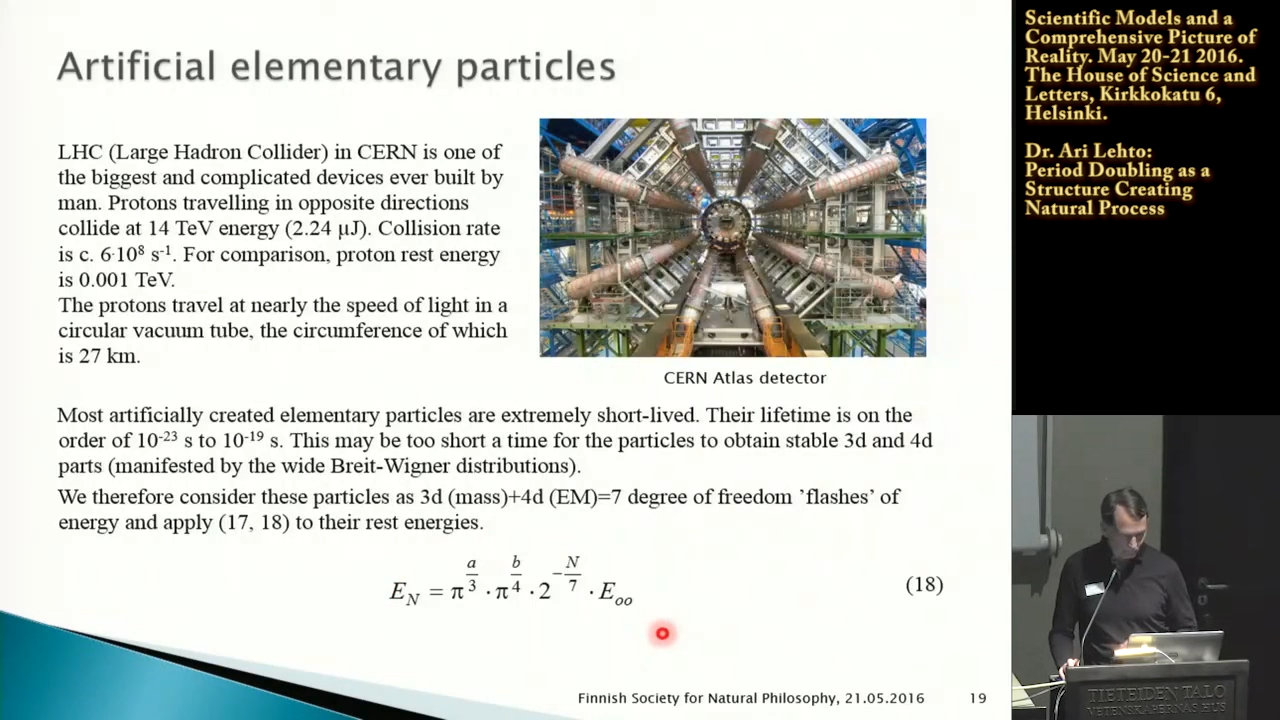 Artificial elementary particles
LHC (Large Hadron Collider) in CERN is one of
the biggest and complicated devices ever built by
man. Protons travelling in opposite directions
collide at 14 TeV energy (2.24 µJ). Collision rate
is c. 6·10⁸ s⁻¹. For comparison, proton rest energy
is 0.001 TeV.
The protons travel at nearly the speed of light in a
circular vacuum tube, the circumference of which
is 27 km.
CERN Atlas detector
Most artificially created elementary particles are extremely short-lived. Their lifetime is on the
order of 10⁻²³ s to 10⁻¹⁹ s. This may be too short a time for the particles to obtain stable 3d and 4d
parts (manifested by the wide Breit-Wigner distributions).
We therefore consider these particles as 3d (mass)+4d (EM)=7 degree of freedom ’flashes’ of
energy and apply (17, 18) to their rest energies.
E_N = π^(a/3) · π^(b/4) · 2^(−N/7) · E_oo (18)
Finnish Society for Natural Philosophy, 21.05.2016 19
Scientific Models and a
Comprehensive Picture of
Reality. May 20-21 2016.
The House of Science and
Letters, Kirkkokatu 6,
Helsinki.
Dr. Ari Lehto:
Period Doubling as a
Structure Creating
Natural Process
TIETEIDEN TALO
VETENSKAPERNAS HUS